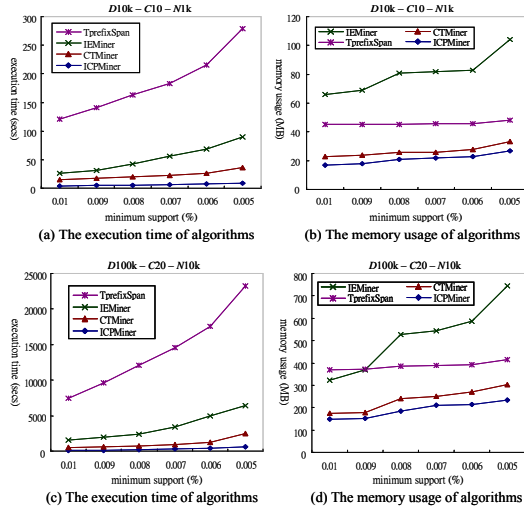 D10k – C10 – N1k
execution time (secs)
300
250
200
150
100
50
0
TprefixSpan
IEMiner
CTMiner
ICPMiner
0.01 0.009 0.008 0.007 0.006 0.005
minimum support (%)
(a) The execution time of algorithms
D10k – C10 – N1k
memory usage (MB)
120
100
80
60
40
20
0
IEMiner CTMiner
TprefixSpan ICPMiner
0.01 0.009 0.008 0.007 0.006 0.005
minimum support (%)
(b) The memory usage of algorithms
D100k – C20 – N10k
execution time (secs)
25000
20000
15000
10000
5000
0
TprefixSpan
IEMiner
CTMiner
ICPMiner
0.01 0.009 0.008 0.007 0.006 0.005
minimum support (%)
(c) The execution time of algorithms
D100k – C20 – N10k
memory usage (MB)
800
700
600
500
400
300
200
100
0
IEMiner CTMiner
TprefixSpan ICPMiner
0.01 0.009 0.008 0.007 0.006 0.005
minimum support (%)
(d) The memory usage of algorithms